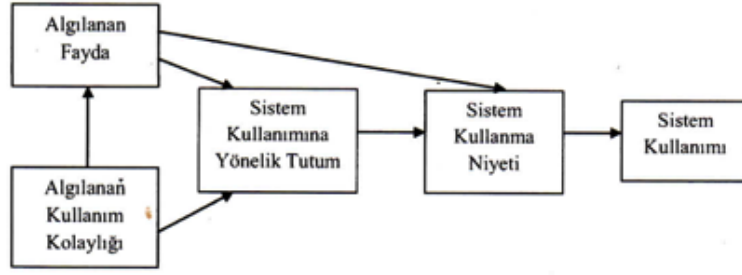 Algılanan
Fayda
Sistem
Kullanımına
Yönelik Tutum
Sistem
Kullanma
Niyeti
Sistem
Kullanımı
Algılanan
Kullanım
Kolaylığı